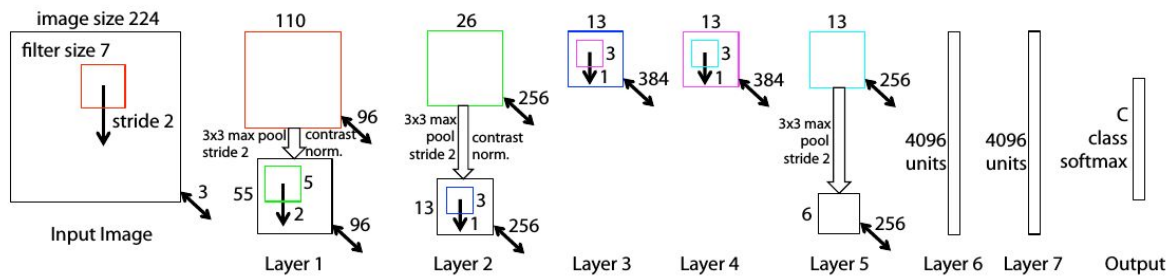 image size 224
filter size 7
stride 2
3
Input Image
110
96
3x3 max pool
stride 2
contrast
norm.
55
5
2
96
Layer 1
26
256
3x3 max
pool
stride 2
contrast
norm.
13
3
1
256
Layer 2
13
3
1
384
Layer 3
13
3
1
384
Layer 4
13
256
3x3 max
pool
stride 2
6
256
Layer 5
4096
units
Layer 6
4096
units
Layer 7
C
class
softmax
Output